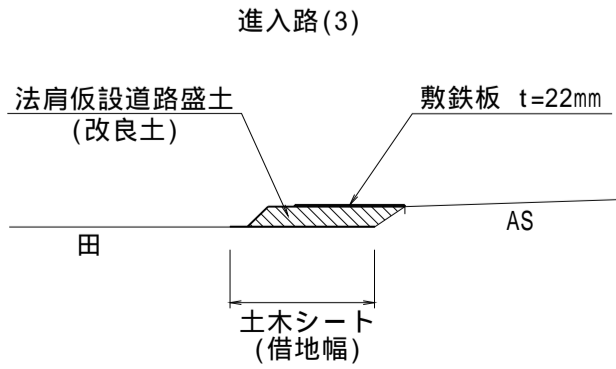 進入路(3)
法肩仮設道路盛土
(改良土)
敷鉄板 t=22㎜
AS
田
土木シート
(借地幅)